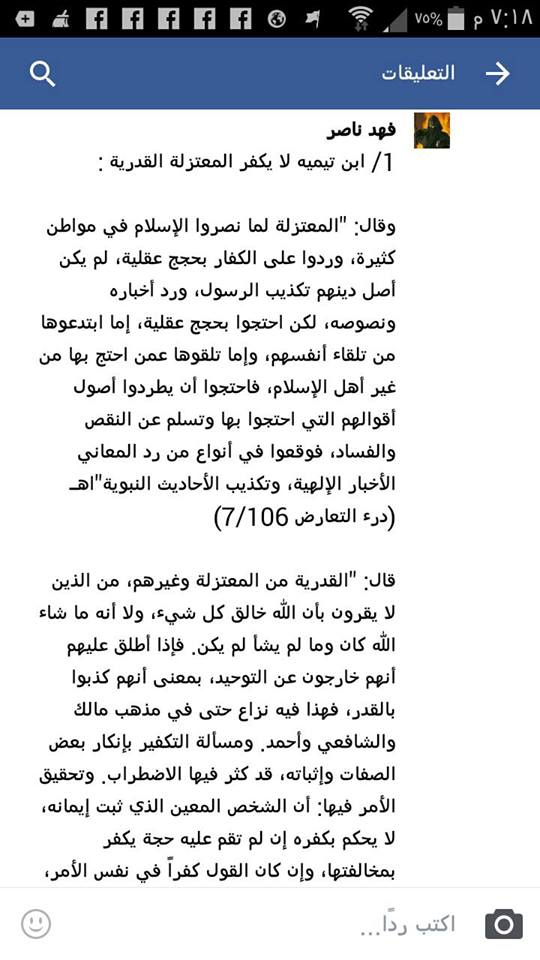 ٧:١٨ م ٧٥%
التعليقات
فهد ناصر
1/ ابن تيميه لا يكفر المعتزلة القدرية :
وقال: "المعتزلة لما نصروا الإسلام في مواطن
كثيرة، وردوا على الكفار بحجج عقلية، لم يكن
أصل دينهم تكذيب الرسول، ورد أخباره
ونصوصه، لكن احتجوا بحجج عقلية، إما ابتدعوها
من تلقاء أنفسهم، وإما تلقوها عمن احتج بها من
غير أهل الإسلام، فاحتجوا أن يطردوا أصول
أقوالهم التي احتجوا بها وتسلم عن النقص
والفساد، فوقعوا في أنواع من رد المعاني
الأخبار الإلهية، وتكذيب الأحاديث النبوية"اهـ
(درء التعارض 7/106)
قال: "القدرية من المعتزلة وغيرهم، من الذين
لا يقرون بأن الله خالق كل شيء، ولا أنه ما شاء
الله كان وما لم يشأ لم يكن. فإذا أطلق عليهم
أنهم خارجون عن التوحيد، بمعنى أنهم كذبوا
بالقدر، فهذا فيه نزاع حتى في مذهب مالك
والشافعي وأحمد. ومسألة التكفير بإنكار بعض
الصفات وإثباته، قد كثر فيها الاضطراب. وتحقيق
الأمر فيها: أن الشخص المعين الذي ثبت إيمانه،
لا يحكم بكفره إن لم تقم عليه حجة يكفر
بمخالفتها، وإن كان القول كفراً في نفس الأمر،
اكتب ردًا...